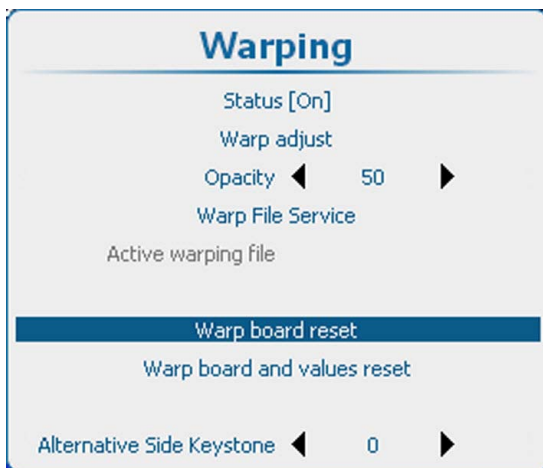 Warping
Status [On]
Warp adjust
Opacity 50
Warp File Service
Active warping file
Warp board reset
Warp board and values reset
Alternative Side Keystone 0